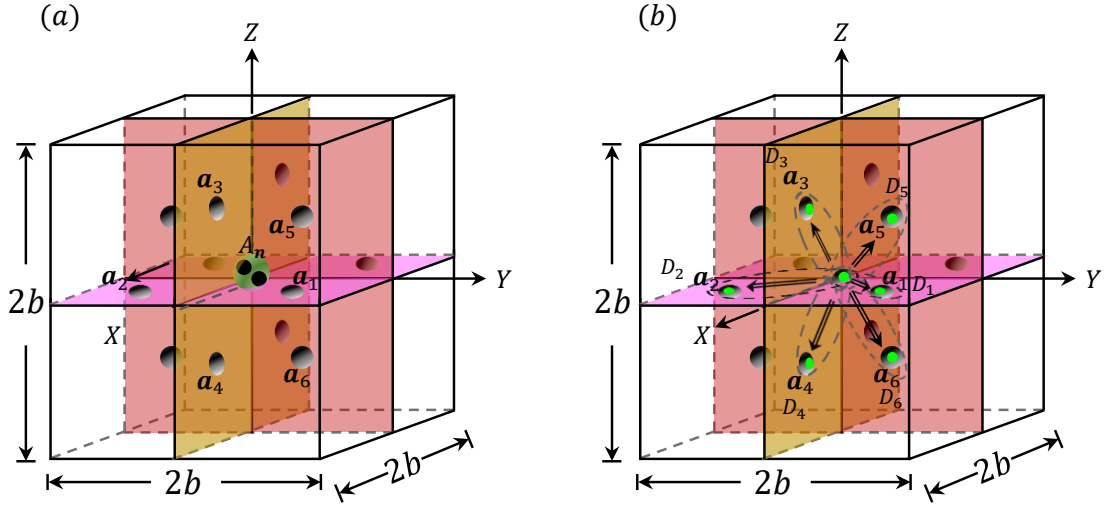 (a)
Z
a₃
a₅
Aₙ
a₂
a₁
Y
2b
X
a₄
a₆
2b
2b
(b)
Z
D₃
a₃
D₅
a₅
D₂
a₂
a₁
D₁
Y
2b
X
a₄
a₆
D₄
D₆
2b
2b